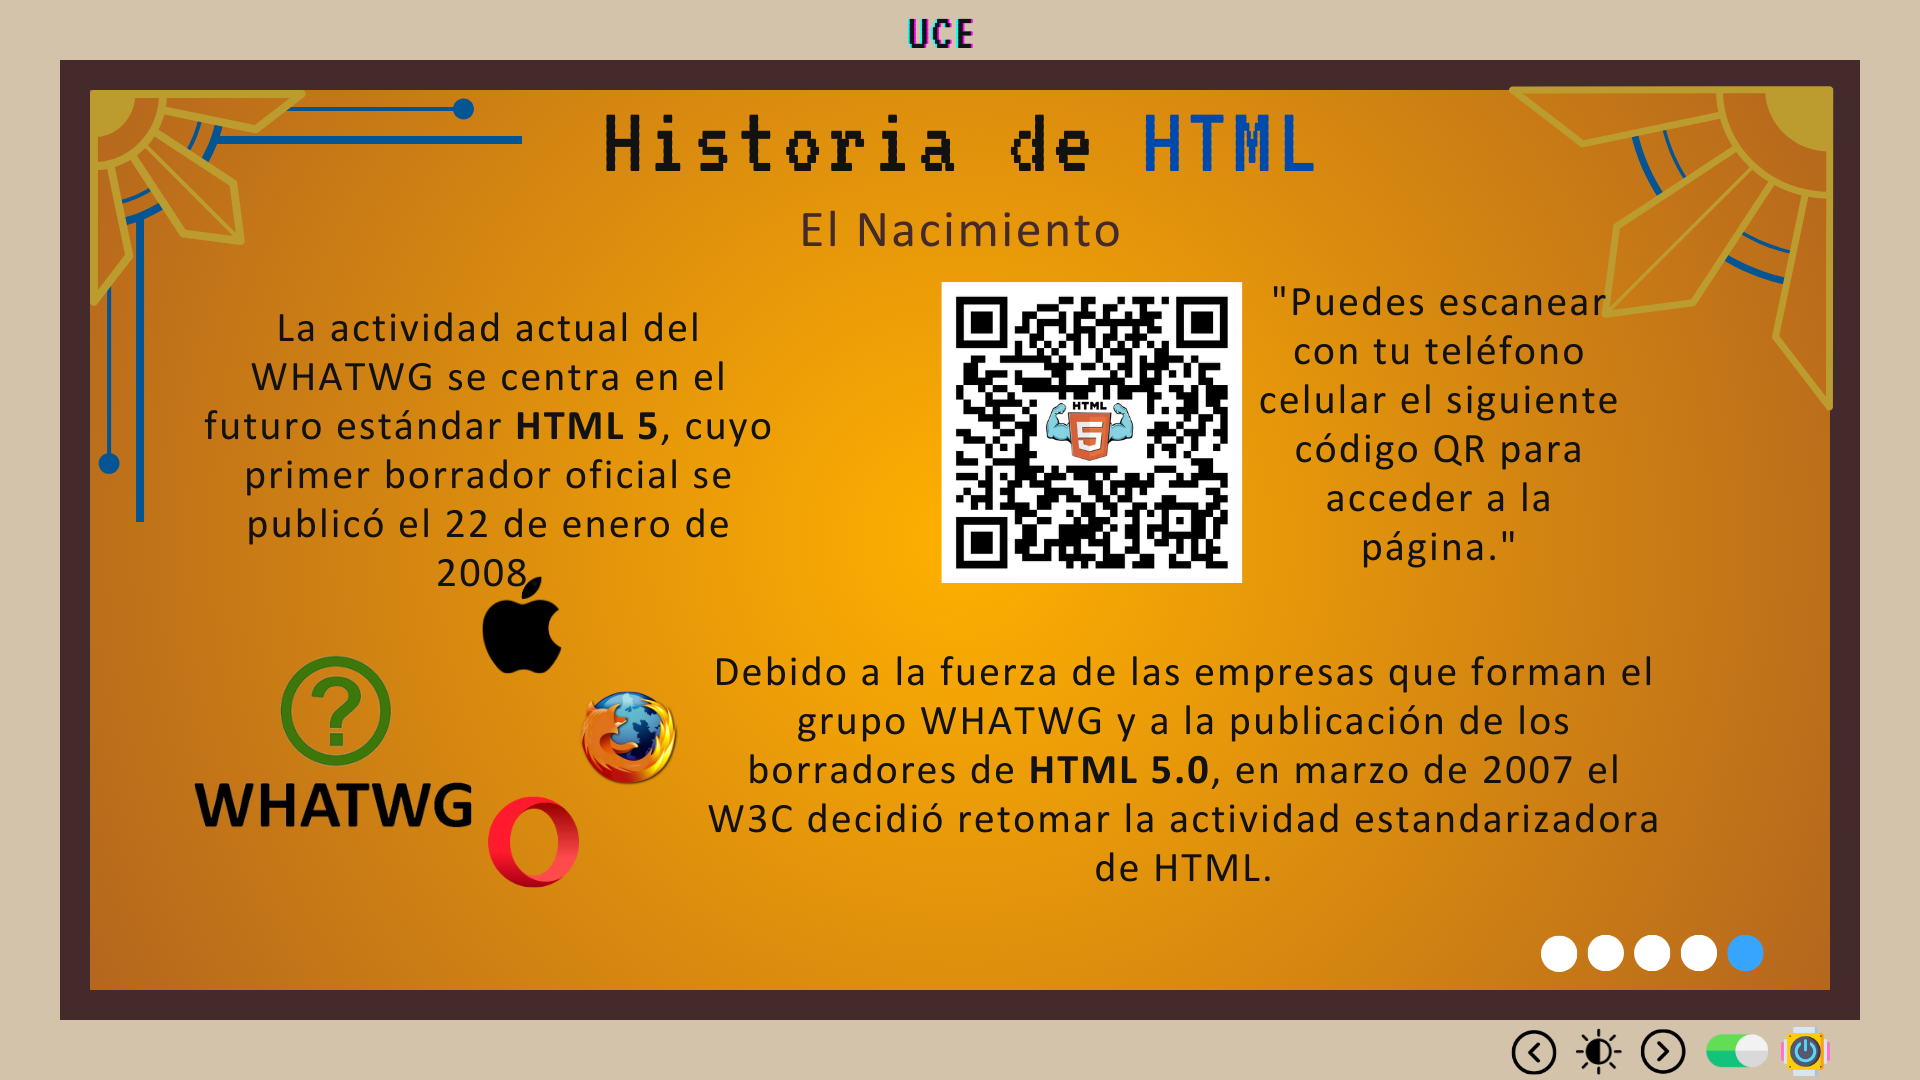 UCE
Historia de HTML
El Nacimiento
La actividad actual del
WHATWG se centra en el
futuro estándar HTML 5, cuyo
primer borrador oficial se
publicó el 22 de enero de
2008.
HTML
5
"Puedes escanear
con tu teléfono
celular el siguiente
código QR para
acceder a la
página."
?
WHATWG
Debido a la fuerza de las empresas que forman el
grupo WHATWG y a la publicación de los
borradores de HTML 5.0, en marzo de 2007 el
W3C decidió retomar la actividad estandarizadora
de HTML.